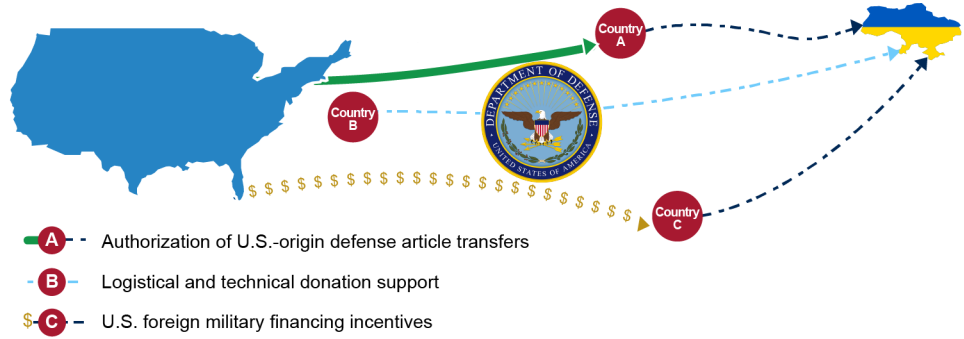 Country
A
Country
B
DEPARTMENT OF DEFENSE
UNITED STATES OF AMERICA
$ $ $ $ $ $ $ $ $ $ $ $ $ $ $ $ $ $ $ $ $ $ $ $
Country
C
A Authorization of U.S.-origin defense article transfers
B Logistical and technical donation support
$ C U.S. foreign military financing incentives